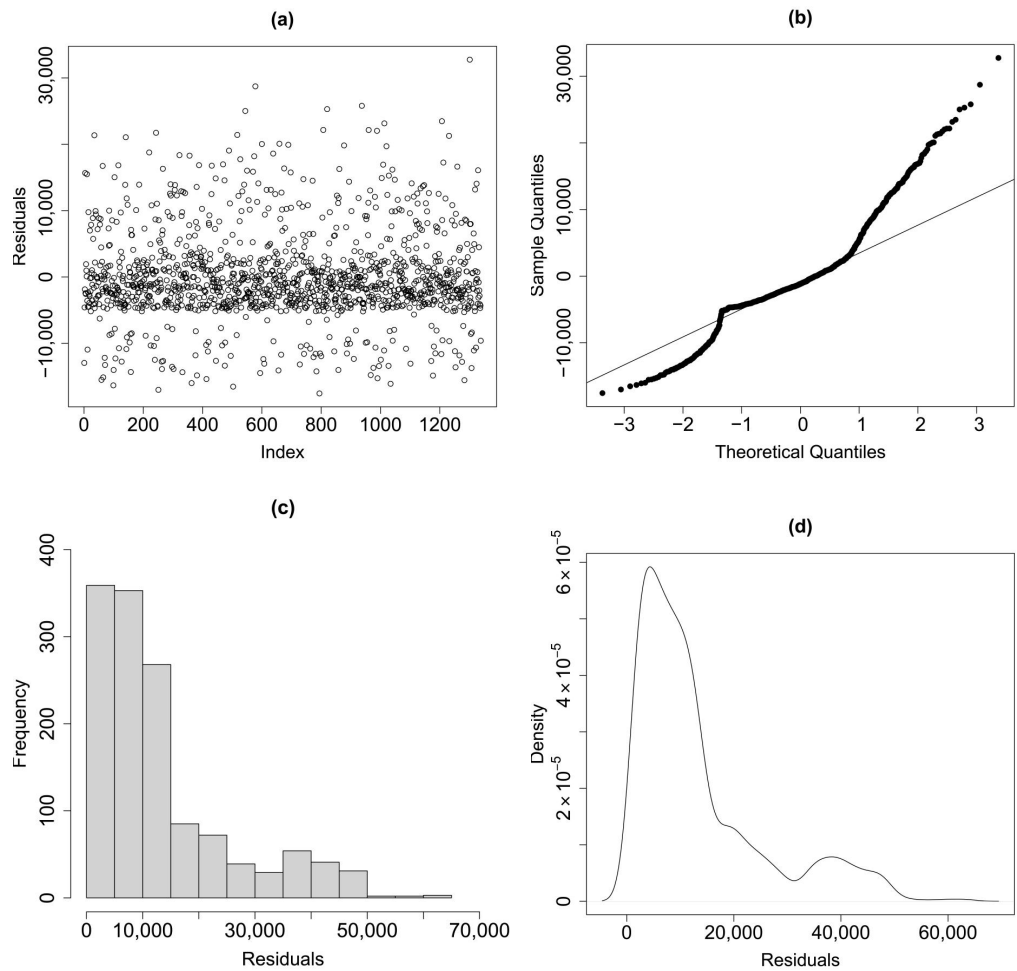 (a)
Residuals
30,000
10,000
0
−10,000
0 200 400 600 800 1000 1200
Index
(b)
Sample Quantiles
30,000
10,000
0
−10,000
−3 −2 −1 0 1 2 3
Theoretical Quantiles
(c)
Frequency
400
300
200
100
0
0 10,000 30,000 50,000 70,000
Residuals
(d)
Density
6×10⁻⁵
4×10⁻⁵
2×10⁻⁵
0
0 20,000 40,000 60,000
Residuals